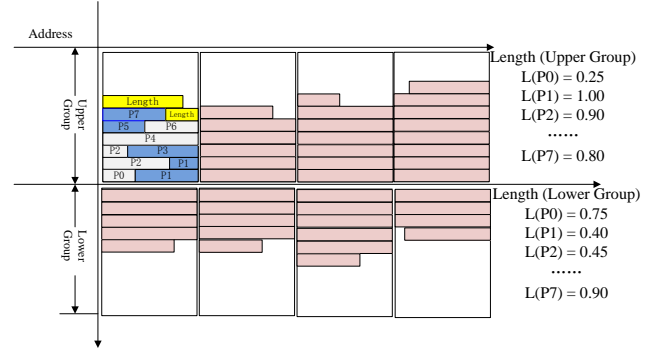 Address
Length (Upper Group)
L(P0) = 0.25
L(P1) = 1.00
L(P2) = 0.90
······
L(P7) = 0.80
Upper
Group
Length
P7 Length
P5 P6
P4
P2 P3
P2 P1
P0 P1
Length (Lower Group)
L(P0) = 0.75
L(P1) = 0.40
L(P2) = 0.45
······
L(P7) = 0.90
Lower
Group